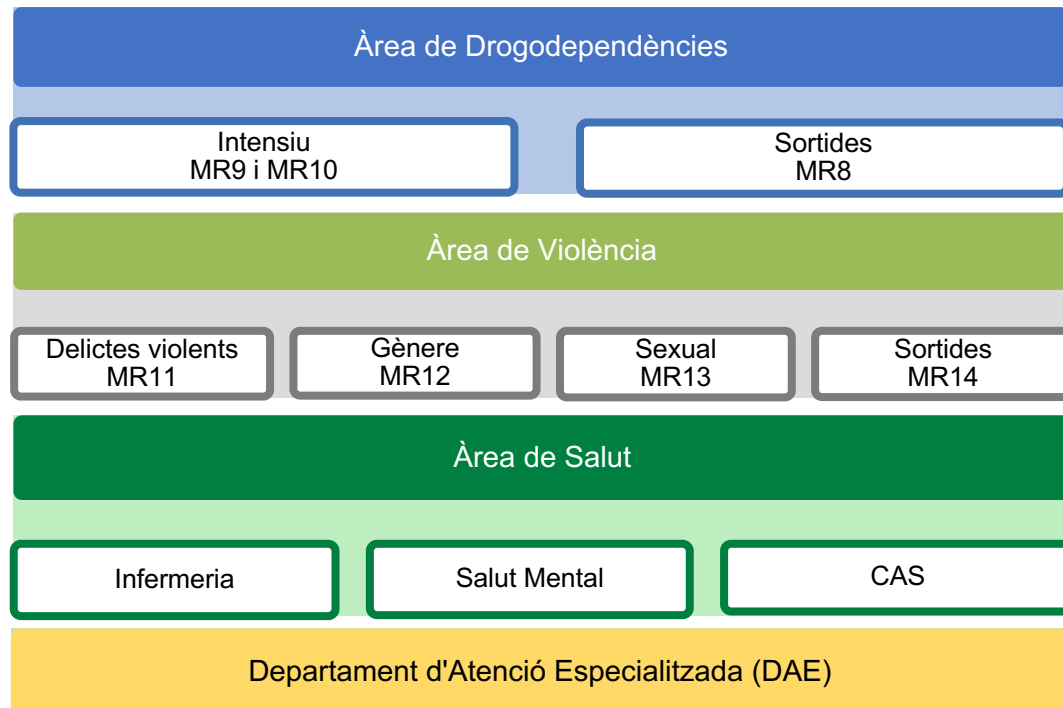 Àrea de Drogodependències
Intensiu
MR9 i MR10
Sortides
MR8
Àrea de Violència
Delictes violents
MR11
Gènere
MR12
Sexual
MR13
Sortides
MR14
Àrea de Salut
Infermeria
Salut Mental
CAS
Departament d'Atenció Especialitzada (DAE)